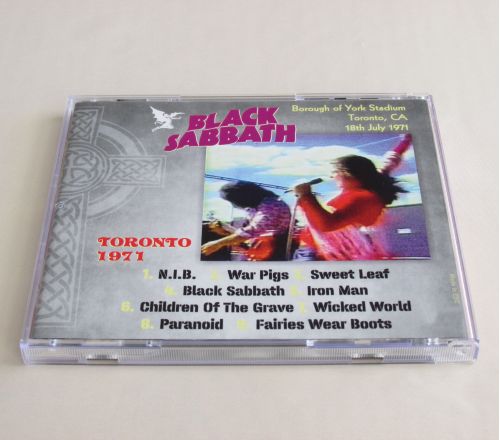 BLACK
SABBATH
Borough of York Stadium
Toronto, CA
18th July 1971
TORONTO
1971
1. N.I.B. 2. War Pigs 3. Sweet Leaf
4. Black Sabbath 5. Iron Man
6. Children Of The Grave 7. Wicked World
8. Paranoid 9. Fairies Wear Boots